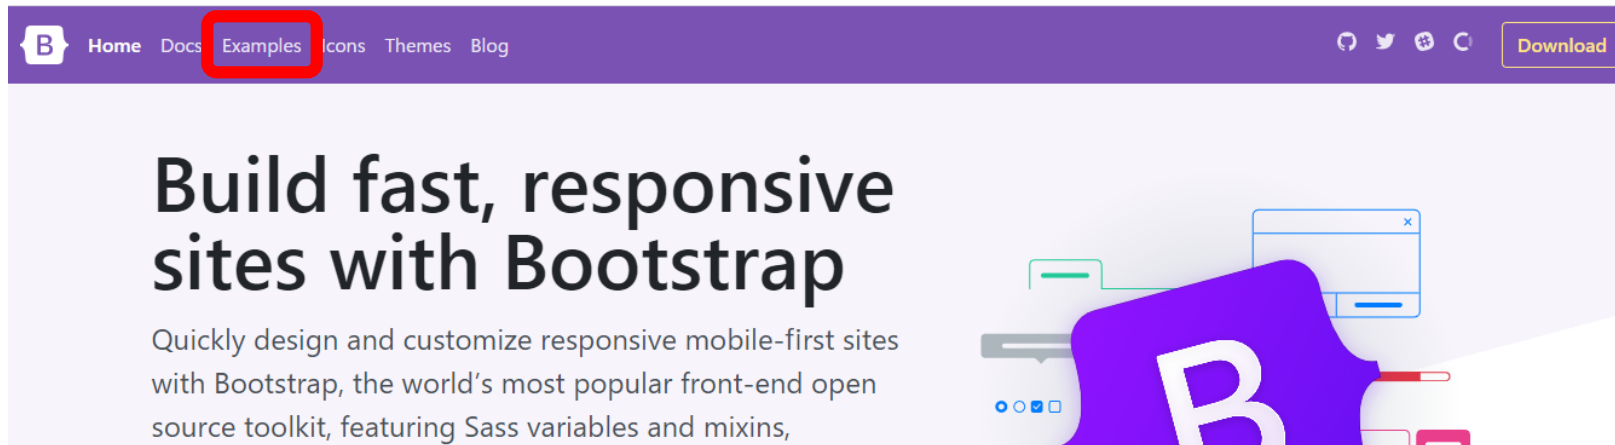 B Home Docs Examples Icons Themes Blog Download
Build fast, responsive
sites with Bootstrap
Quickly design and customize responsive mobile-first sites
with Bootstrap, the world’s most popular front-end open
source toolkit, featuring Sass variables and mixins,
B